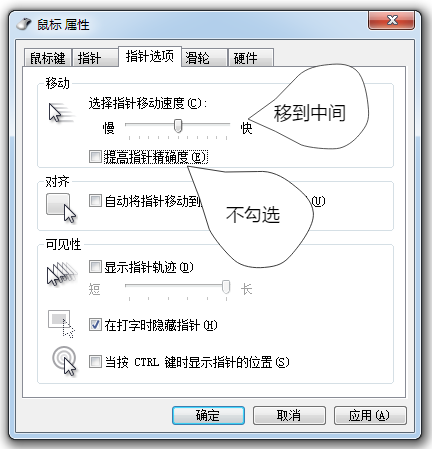 鼠标 属性
鼠标键 指针 指针选项 滑轮 硬件
移动
选择指针移动速度(C):
慢 快
移到中间
提高指针精确度(E)
对齐
自动将指针移动到 (U)
不勾选
可见性
显示指针轨迹(D)
短 长
在打字时隐藏指针(H)
当按 CTRL 键时显示指针的位置(S)
确定 取消 应用(A)